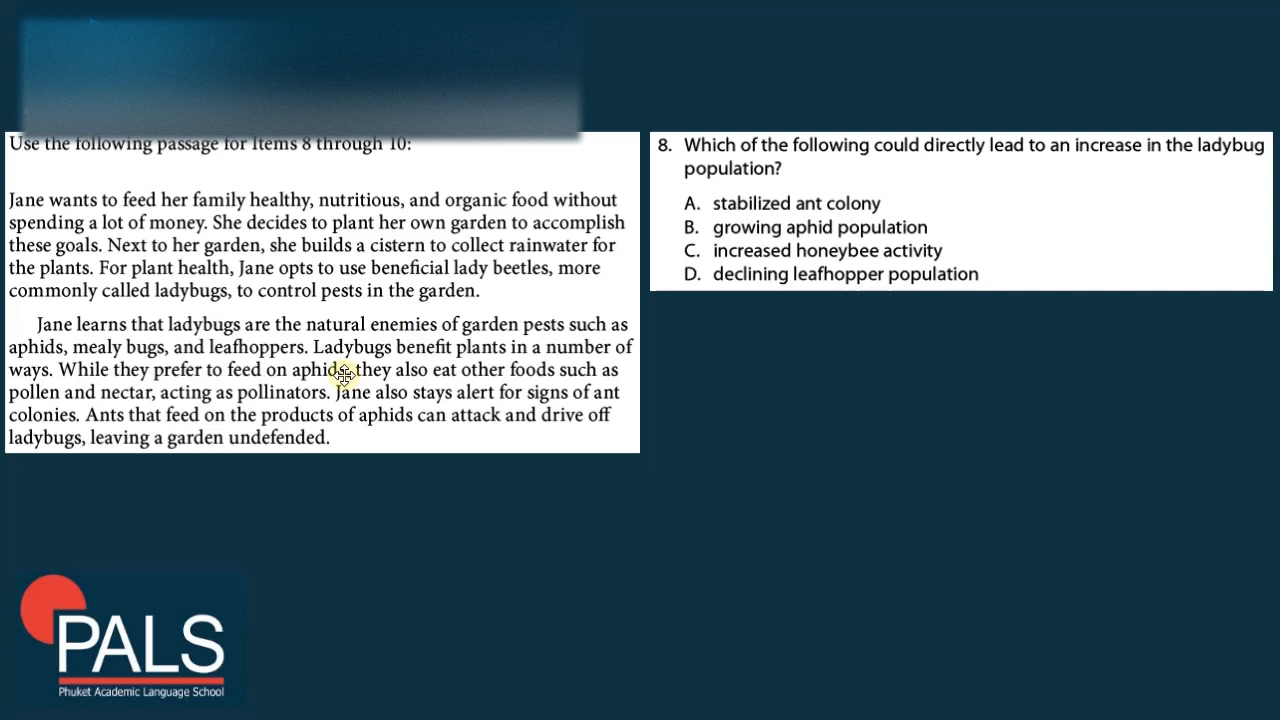 Use the following passage for Items 8 through 10:
Jane wants to feed her family healthy, nutritious, and organic food without
spending a lot of money. She decides to plant her own garden to accomplish
these goals. Next to her garden, she builds a cistern to collect rainwater for
the plants. For plant health, Jane opts to use beneficial lady beetles, more
commonly called ladybugs, to control pests in the garden.
Jane learns that ladybugs are the natural enemies of garden pests such as
aphids, mealy bugs, and leafhoppers. Ladybugs benefit plants in a number of
ways. While they prefer to feed on aphids, they also eat other foods such as
pollen and nectar, acting as pollinators. Jane also stays alert for signs of ant
colonies. Ants that feed on the products of aphids can attack and drive off
ladybugs, leaving a garden undefended.
8. Which of the following could directly lead to an increase in the ladybug
population?
A. stabilized ant colony
B. growing aphid population
C. increased honeybee activity
D. declining leafhopper population
PALS
Phuket Academic Language School